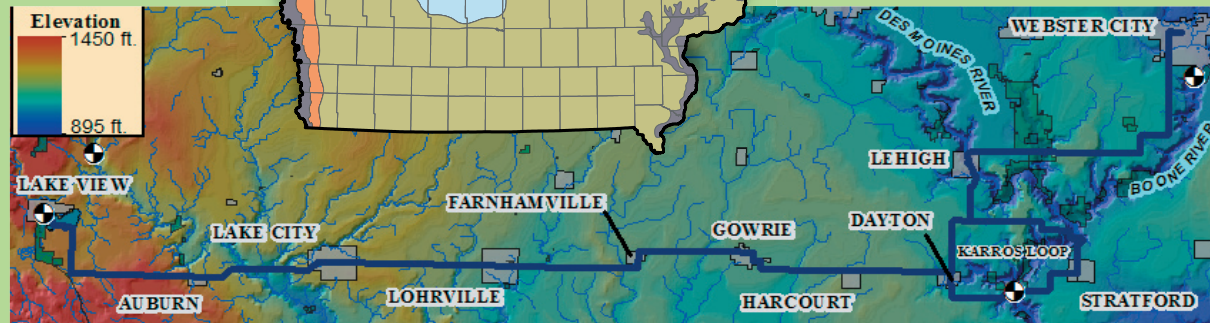 Elevation
1450 ft.
895 ft.
DES MOINES RIVER
WEBSTER CITY
LEHIGH
BOONE RIVER
LAKE VIEW
FARNHAMVILLE
LAKE CITY
GOWRIE
DAYTON
KARROS LOOP
AUBURN
LOHRVILLE
HARCOURT
STRATFORD